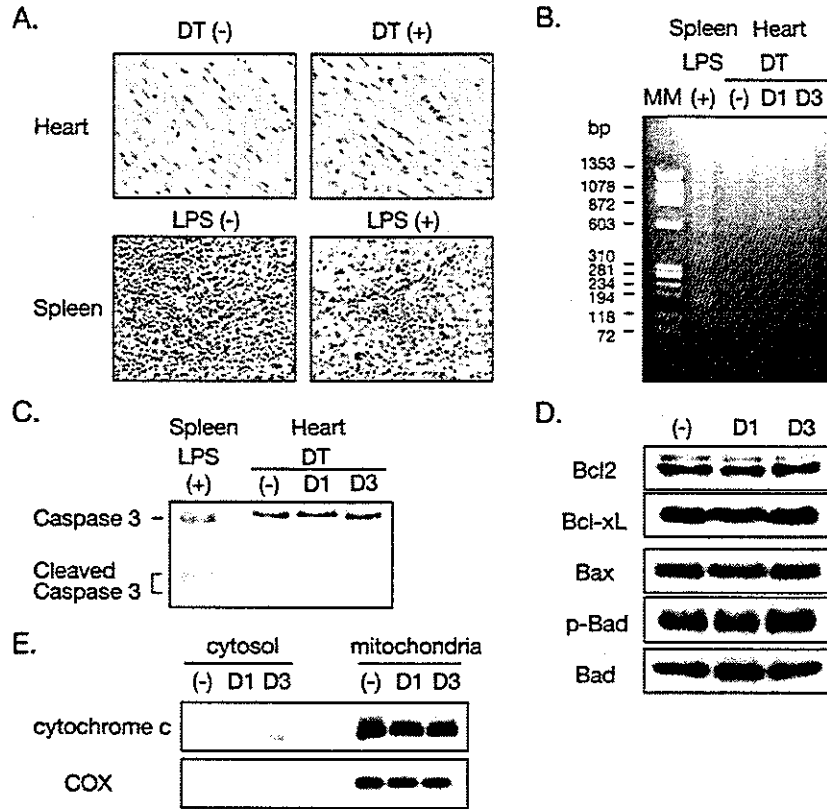 A.
DT (-) DT (+)
Heart
LPS (-) LPS (+)
Spleen
B.
Spleen Heart
LPS DT
MM (+) (-) D1 D3
bp
1353
1078
872
603
310
281
234
194
118
72
C.
Spleen Heart
LPS DT
(+) (-) D1 D3
Caspase 3
Cleaved
Caspase 3
D.
(-) D1 D3
Bcl2
Bcl-xL
Bax
p-Bad
Bad
E.
cytosol mitochondria
(-) D1 D3 (-) D1 D3
cytochrome c
COX